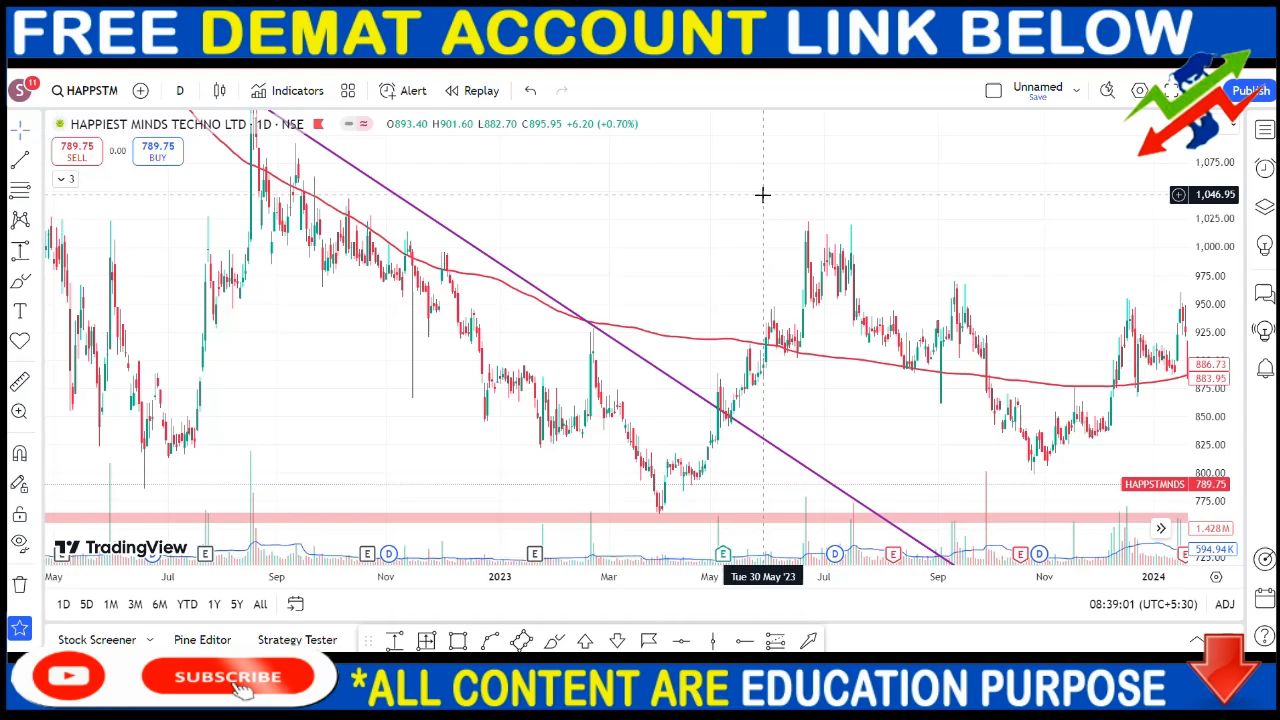 FREE DEMAT ACCOUNT LINK BELOW
S 11 HAPPSTM D Indicators Alert Replay Unnamed Save Publish
HAPPIEST MINDS TECHNO LTD · 1D · NSE O893.40 H901.60 L882.70 C895.95 +6.20 (+0.70%)
789.75 SELL 0.00 789.75 BUY
3
1,075.00
1,046.95
1,025.00
1,000.00
975.00
950.00
925.00
886.73
883.95
875.00
850.00
825.00
800.00
HAPPSTMNDS 789.75
775.00
1.428M
594.94K
725.00
TradingView E E D E E D E E D E
May Jul Sep Nov 2023 Mar May Tue 30 May '23 Jul Sep Nov 2024
1D 5D 1M 3M 6M YTD 1Y 5Y All 08:39:01 (UTC+5:30) ADJ
Stock Screener Pine Editor Strategy Tester
SUBSCRIBE
*ALL CONTENT ARE EDUCATION PURPOSE